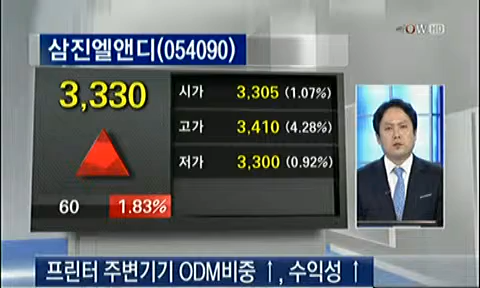 OW HD
삼진엘앤디(054090)
3,330
60 1.83%
시가 3,305 (1.07%)
고가 3,410 (4.28%)
저가 3,300 (0.92%)
프린터 주변기기 ODM비중 ↑, 수익성 ↑